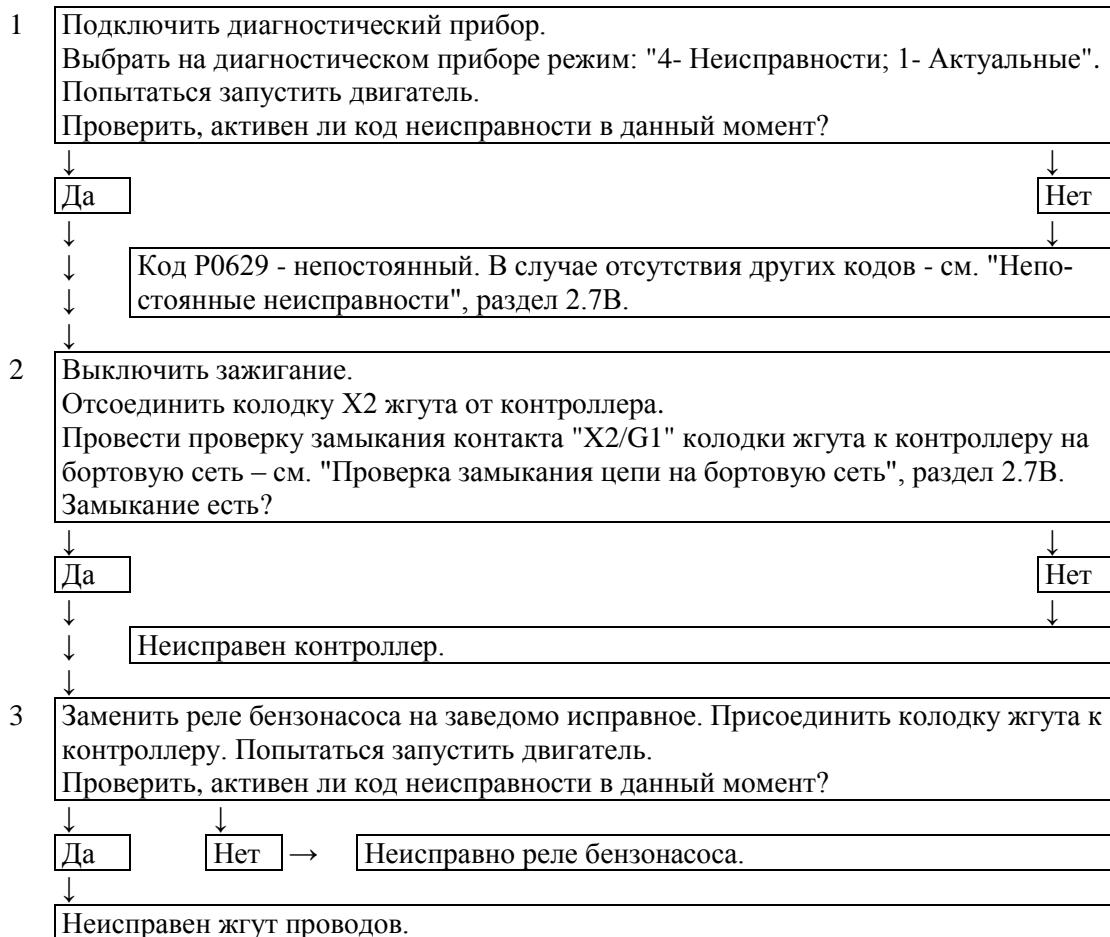 1 Подключить диагностический прибор.
Выбрать на диагностическом приборе режим: "4- Неисправности; 1- Актуальные".
Попытаться запустить двигатель.
Проверить, активен ли код неисправности в данный момент?
↓ ↓
Да Нет
↓ ↓
↓ Код Р0629 - непостоянный. В случае отсутствия других кодов - см. "Непо-
↓ стоянные неисправности", раздел 2.7В.
↓
2 Выключить зажигание.
Отсоединить колодку Х2 жгута от контроллера.
Провести проверку замыкания контакта "Х2/G1" колодки жгута к контроллеру на
бортовую сеть – см. "Проверка замыкания цепи на бортовую сеть", раздел 2.7В.
Замыкание есть?
↓ ↓
Да Нет
↓ ↓
↓ Неисправен контроллер.
↓
3 Заменить реле бензонасоса на заведомо исправное. Присоединить колодку жгута к
контроллеру. Попытаться запустить двигатель.
Проверить, активен ли код неисправности в данный момент?
↓ ↓
Да Нет → Неисправно реле бензонасоса.
↓
Неисправен жгут проводов.